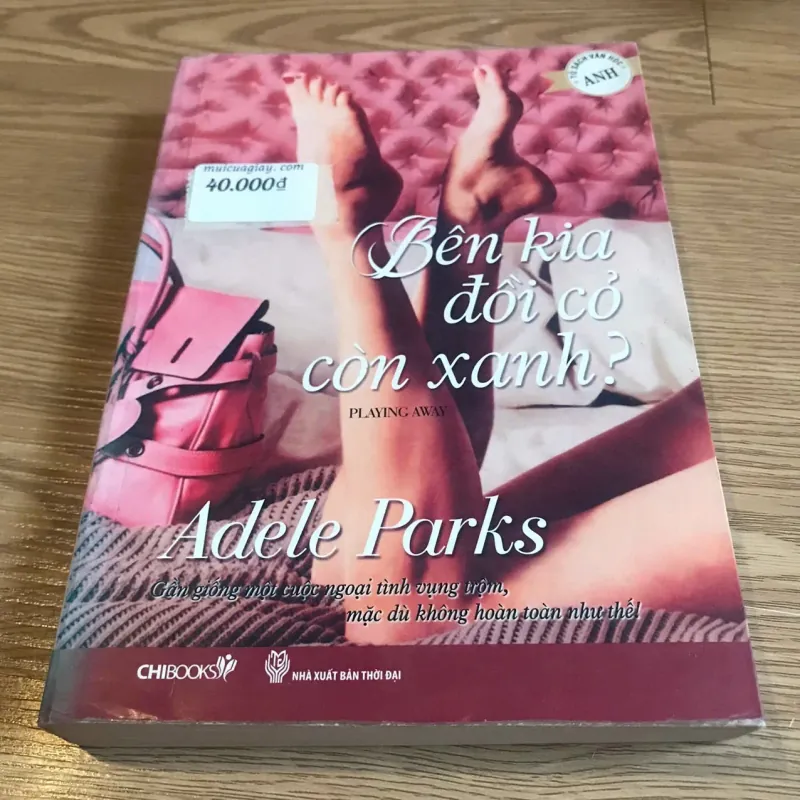 TỦ SÁCH VĂN HỌC
ANH
muicuagiay.com
40.000đ
Bên kia
đồi cỏ
còn xanh?
PLAYING AWAY
Adele Parks
Gần giống một cuộc ngoại tình vụng trộm,
mặc dù không hoàn toàn như thế!
CHIBOOKS
NHÀ XUẤT BẢN THỜI ĐẠI